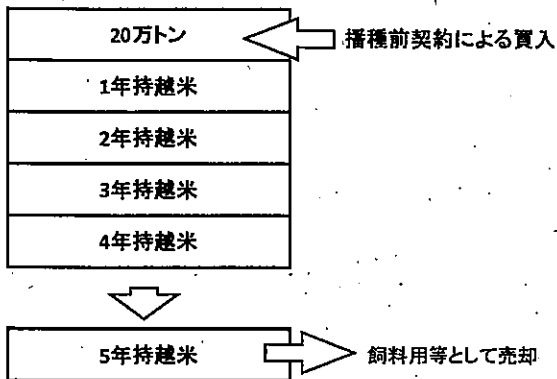 20万トン
播種前契約による買入
1年持越米
2年持越米
3年持越米
4年持越米
5年持越米
飼料用等として売却